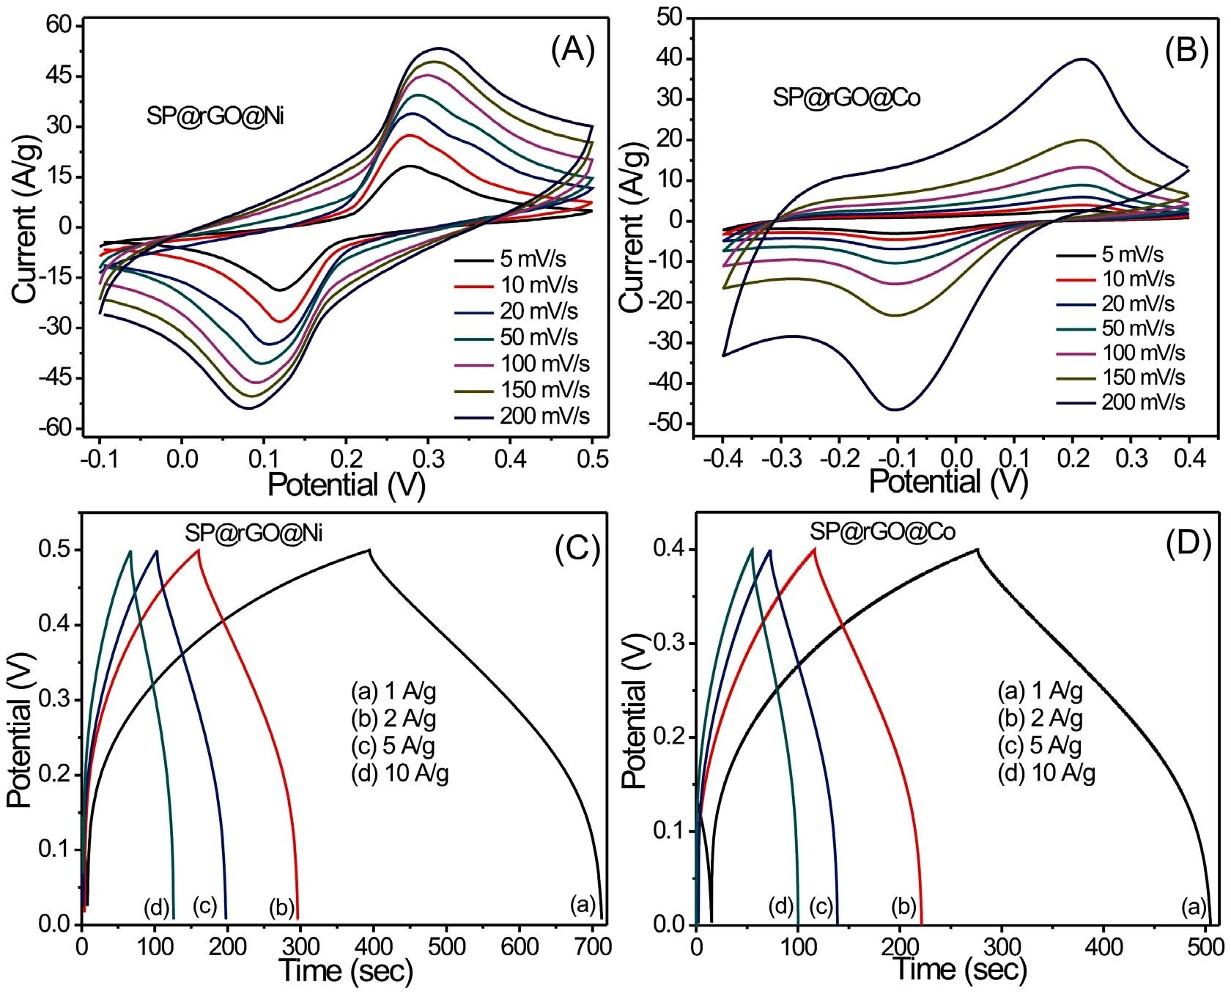 (A)
SP@rGO@Ni
60
45
30
15
0
-15
-30
-45
-60
Current (A/g)
5 mV/s
10 mV/s
20 mV/s
50 mV/s
100 mV/s
150 mV/s
200 mV/s
-0.1 0.0 0.1 0.2 0.3 0.4 0.5
Potential (V)
(B)
SP@rGO@Co
50
40
30
20
10
0
-10
-20
-30
-40
-50
Current (A/g)
5 mV/s
10 mV/s
20 mV/s
50 mV/s
100 mV/s
150 mV/s
200 mV/s
-0.4 -0.3 -0.2 -0.1 0.0 0.1 0.2 0.3 0.4
Potential (V)
SP@rGO@Ni
(C)
0.5
0.4
0.3
0.2
0.1
0.0
Potential (V)
(a) 1 A/g
(b) 2 A/g
(c) 5 A/g
(d) 10 A/g
(d) (c) (b) (a)
0 100 200 300 400 500 600 700
Time (sec)
SP@rGO@Co
(D)
0.4
0.3
0.2
0.1
0.0
Potential (V)
(a) 1 A/g
(b) 2 A/g
(c) 5 A/g
(d) 10 A/g
(d) (c) (b) (a)
0 100 200 300 400 500
Time (sec)